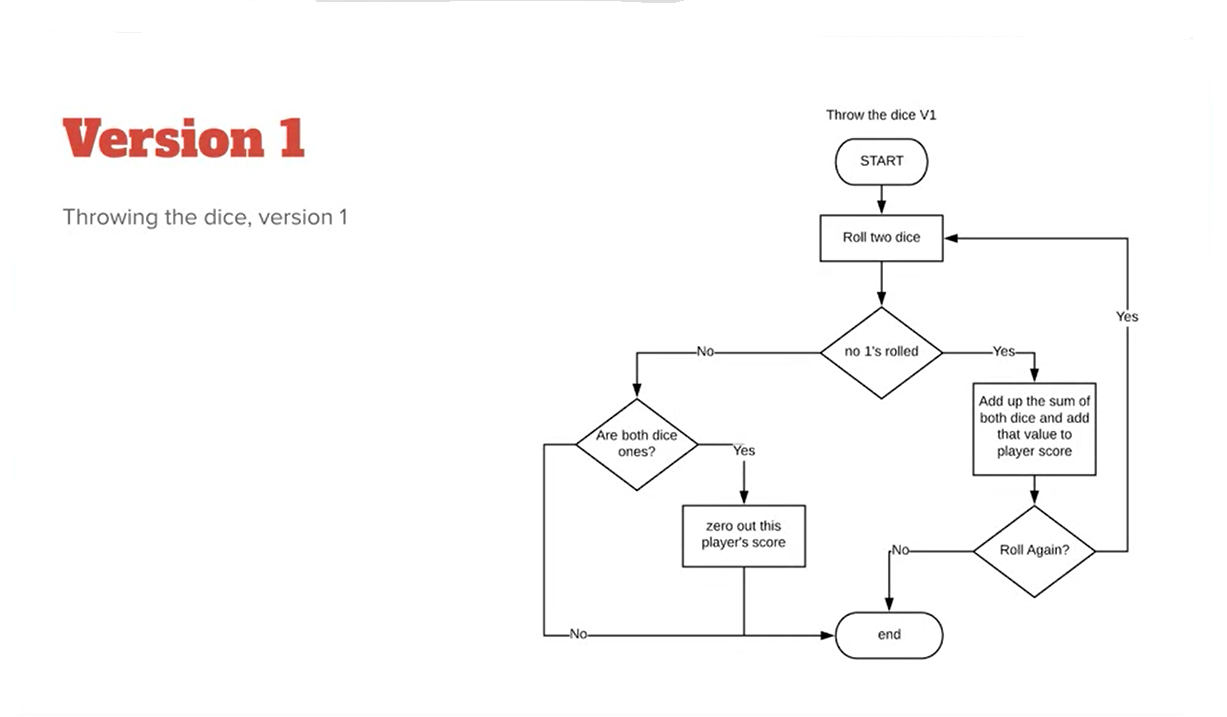 Version 1
Throwing the dice, version 1
Throw the dice V1
START
Roll two dice
no 1's rolled
No
Yes
Yes
Are both dice
ones?
Yes
Add up the sum of
both dice and add
that value to
player score
zero out this
player's score
Roll Again?
No
No
end